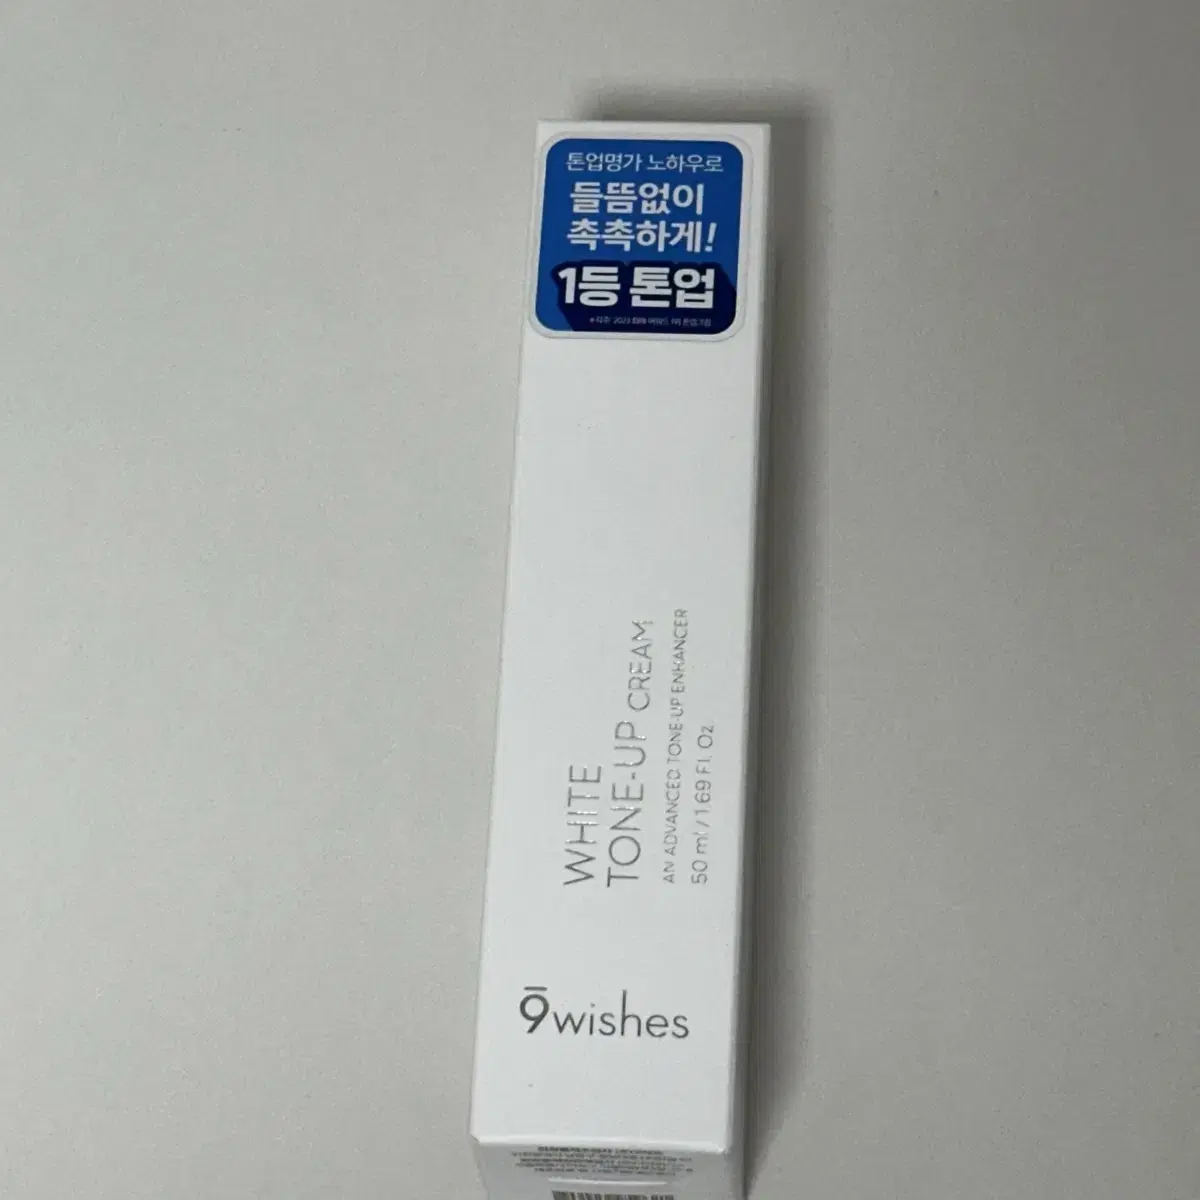 톤업명가 노하우로
들뜸없이
촉촉하게!
1등 톤업
WHITE
TONE-UP CREAM
AN ADVANCED TONE-UP ENHANCER
50 ml / 1.69 Fl. Oz
9wishes